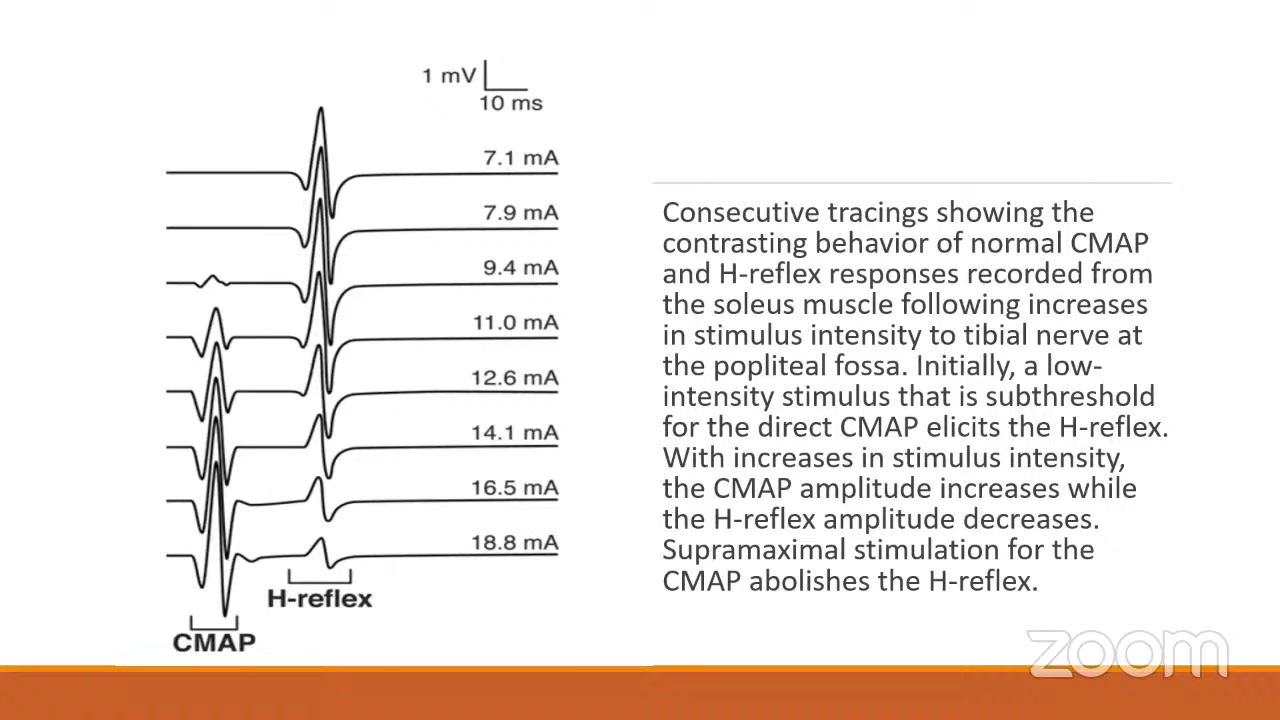 1 mV
10 ms
7.1 mA
7.9 mA
9.4 mA
11.0 mA
12.6 mA
14.1 mA
16.5 mA
18.8 mA
H-reflex
CMAP
Consecutive tracings showing the
contrasting behavior of normal CMAP
and H-reflex responses recorded from
the soleus muscle following increases
in stimulus intensity to tibial nerve at
the popliteal fossa. Initially, a low-
intensity stimulus that is subthreshold
for the direct CMAP elicits the H-reflex.
With increases in stimulus intensity,
the CMAP amplitude increases while
the H-reflex amplitude decreases.
Supramaximal stimulation for the
CMAP abolishes the H-reflex.
zoom